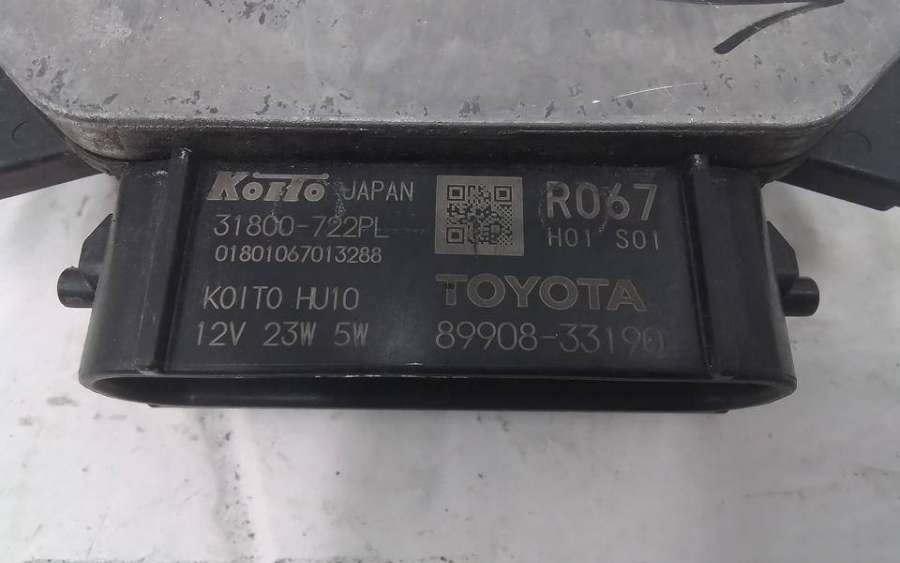 KOITO JAPAN
31800-722PL
01801067013288
KOITO HU10
12V 23W 5W
R067
H01 S01
TOYOTA
89908-33190